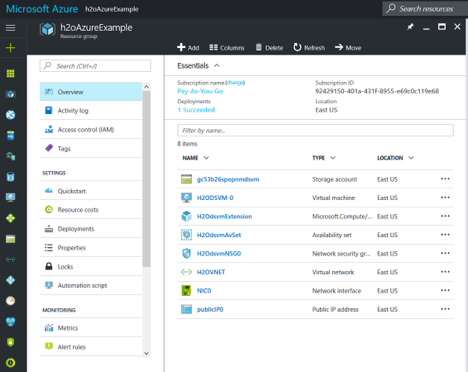 Microsoft Azure h2oAzureExample
Search resources
h2oAzureExample
Resource group
Add Columns Delete Refresh Move
Search (Ctrl+/)
Overview
Activity log
Access control (IAM)
Tags
SETTINGS
Quickstart
Resource costs
Deployments
Properties
Locks
Automation script
MONITORING
Metrics
Alert rules
Essentials
Subscription name (change)
Pay-As-You-Go
Subscription ID
92429150-401a-431f-8955-e69c0c119e68
Deployments
1 Succeeded
Location
East US
Filter by name...
8 items
NAME TYPE LOCATION
gc53b26spopnmdsvm Storage account East US
H2ODSVM-0 Virtual machine East US
H2OdsvmExtension Microsoft.Compute/... East US
H2OdsvmAvSet Availability set East US
H2OdsvmNSG0 Network security gr... East US
H2OVNET Virtual network East US
NIC0 Network interface East US
publicIP0 Public IP address East US